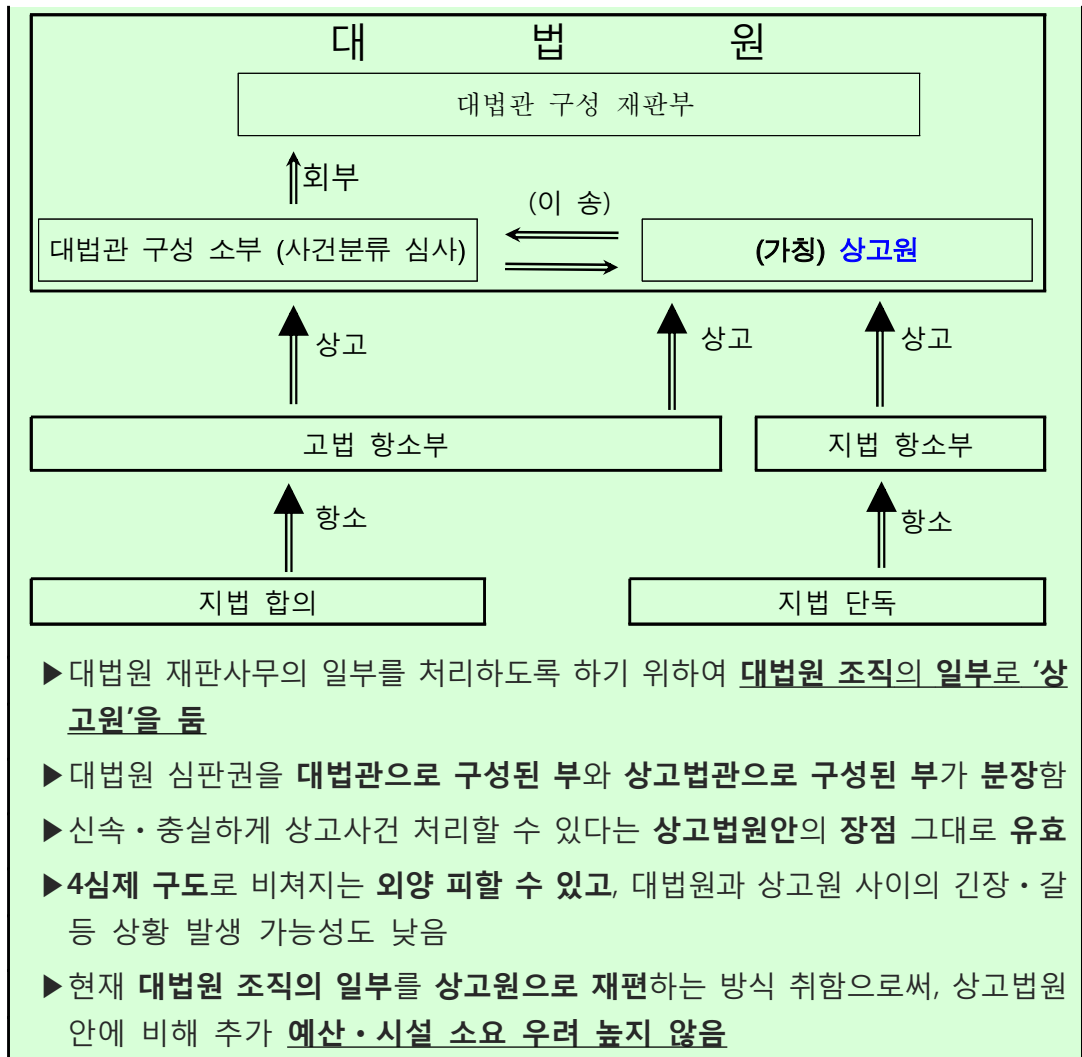 대 법 원
대법관 구성 재판부
회부
(이 송)
대법관 구성 소부 (사건분류 심사)
(가칭) 상고원
상고
상고
상고
고법 항소부
지법 항소부
항소
항소
지법 합의
지법 단독
▶대법원 재판사무의 일부를 처리하도록 하기 위하여 대법원 조직의 일부로 ‘상
고원’을 둠
▶대법원 심판권을 대법관으로 구성된 부와 상고법관으로 구성된 부가 분장함
▶신속・충실하게 상고사건 처리할 수 있다는 상고법원안의 장점 그대로 유효
▶4심제 구도로 비쳐지는 외양 피할 수 있고, 대법원과 상고원 사이의 긴장・갈
등 상황 발생 가능성도 낮음
▶현재 대법원 조직의 일부를 상고원으로 재편하는 방식 취함으로써, 상고법원
안에 비해 추가 예산・시설 소요 우려 높지 않음